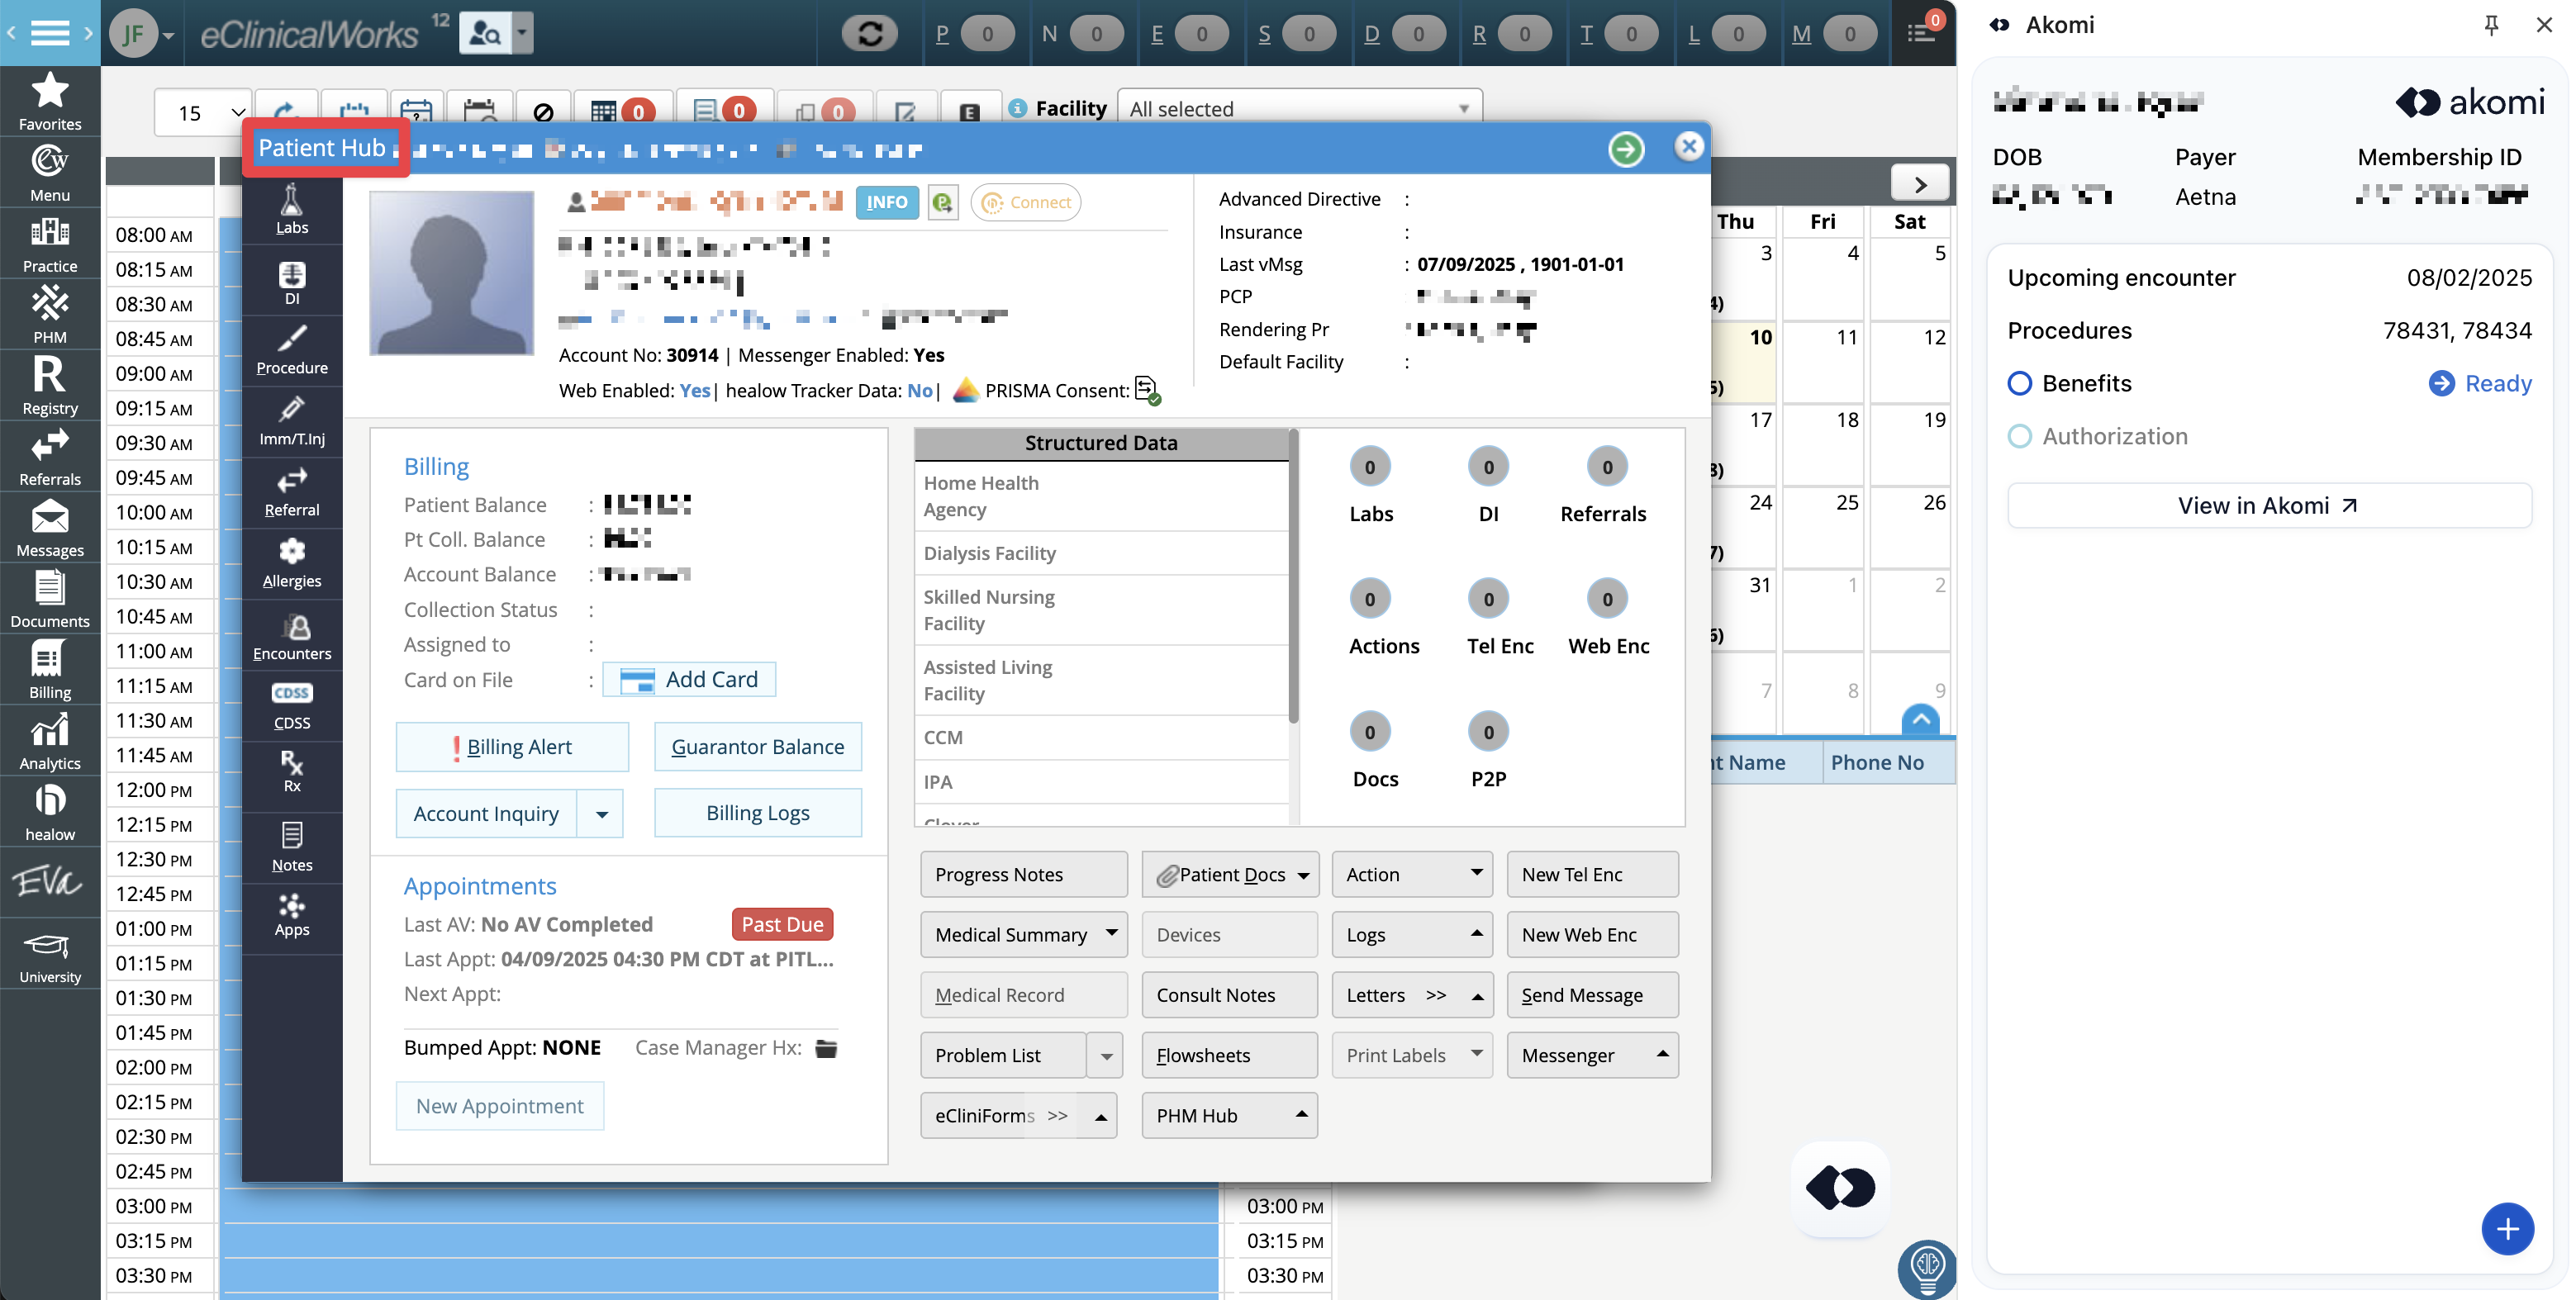 JF
eClinicalWorks 12
P 0
N 0
E 0
S 0
D 0
R 0
T 0
L 0
M 0
0
Favorites
Menu
Practice
PHM
R
Registry
Referrals
Messages
Documents
Billing
Analytics
healow
EVA
University
15
0
0
0
E
Facility
All selected
08:00 AM
08:15 AM
08:30 AM
08:45 AM
09:00 AM
09:15 AM
09:30 AM
09:45 AM
10:00 AM
10:15 AM
10:30 AM
10:45 AM
11:00 AM
11:15 AM
11:30 AM
11:45 AM
12:00 PM
12:15 PM
12:30 PM
12:45 PM
01:00 PM
01:15 PM
01:30 PM
01:45 PM
02:00 PM
02:15 PM
02:30 PM
02:45 PM
03:00 PM
03:15 PM
03:30 PM
Patient Hub
Labs
DI
Procedure
Imm/T.Inj
Referral
Allergies
Encounters
CDSS
CDSS
Rx
Rx
Notes
Apps
INFO
Connect
Account No: 30914 | Messenger Enabled: Yes
Web Enabled: Yes| healow Tracker Data: No| PRISMA Consent:
Advanced Directive :
Insurance :
Last vMsg : 07/09/2025 , 1901-01-01
PCP :
Rendering Pr :
Default Facility :
Billing
Patient Balance :
Pt Coll. Balance :
Account Balance :
Collection Status :
Assigned to :
Card on File : Add Card
Billing Alert
Guarantor Balance
Account Inquiry
Billing Logs
Appointments
Last AV: No AV Completed Past Due
Last Appt: 04/09/2025 04:30 PM CDT at PITL...
Next Appt:
Bumped Appt: NONE Case Manager Hx:
New Appointment
Structured Data
Home Health
Agency
Dialysis Facility
Skilled Nursing
Facility
Assisted Living
Facility
CCM
IPA
0 0 0
Labs DI Referrals
0 0 0
Actions Tel Enc Web Enc
0 0
Docs P2P
Progress Notes
Patient Docs
Action
New Tel Enc
Medical Summary
Devices
Logs
New Web Enc
Medical Record
Consult Notes
Letters >>
Send Message
Problem List
Flowsheets
Print Labels
Messenger
eCliniForms >>
PHM Hub
Thu Fri Sat
3 4 5
4)
10 11 12
5)
17 18 19
8)
24 25 26
7)
31 1 2
6)
7 8 9
nt Name
Phone No
03:00 PM
03:15 PM
03:30 PM
Akomi
akomi
DOB
Payer
Membership ID
Aetna
Upcoming encounter 08/02/2025
Procedures 78431, 78434
Benefits Ready
Authorization
View in Akomi